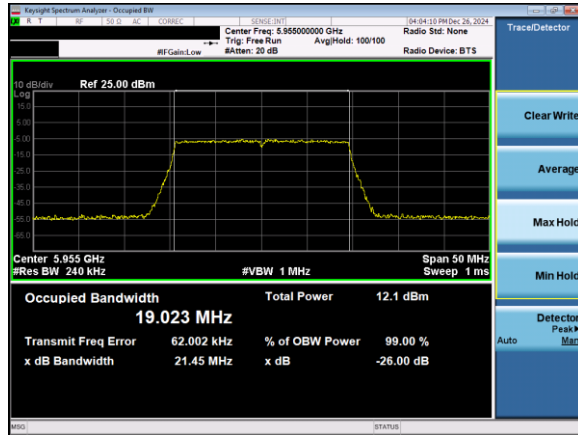 Keysight Spectrum Analyzer - Occupied BW
R T RF 50 Ω AC CORREC SENSE:INT 04:04:10 PM Dec 26, 2024
Center Freq: 5.955000000 GHz Radio Std: None
Trig: Free Run Avg|Hold: 100/100
#IFGain:Low #Atten: 20 dB Radio Device: BTS
10 dB/div Ref 25.00 dBm
Log
15.0
5.00
-5.00
-15.0
-25.0
-35.0
-45.0
-55.0
-65.0
Center 5.955 GHz Span 50 MHz
#Res BW 240 kHz #VBW 1 MHz Sweep 1 ms
Occupied Bandwidth Total Power 12.1 dBm
19.023 MHz
Transmit Freq Error 62.002 kHz % of OBW Power 99.00 %
x dB Bandwidth 21.45 MHz x dB -26.00 dB
MSG STATUS
Trace/Detector
Clear Write
Average
Max Hold
Min Hold
Detector
Peak
Auto Man